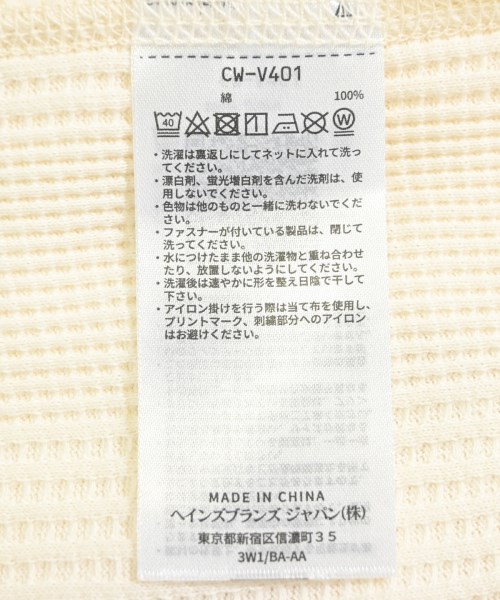 CW-V401
綿 100%
40 W
・洗濯は裏返しにしてネットに入れて洗っ
てください。
・漂白剤、蛍光増白剤を含んだ洗剤は、使
用しないでください。
・色物は他のものと一緒に洗わないでくだ
さい。
・ファスナーが付いている製品は、閉じて
洗ってください。
・水につけたまま他の洗濯物と重ね合わせ
たり、放置しないようにしてください。
・洗濯後は速やかに形を整え日陰で干して
下さい。
・アイロン掛けを行う際は当て布を使用し、
プリントマーク、刺繍部分へのアイロン
はお避けください。
MADE IN CHINA
ヘインズブランズ ジャパン(株)
東京都新宿区信濃町35
3W1/BA-AA